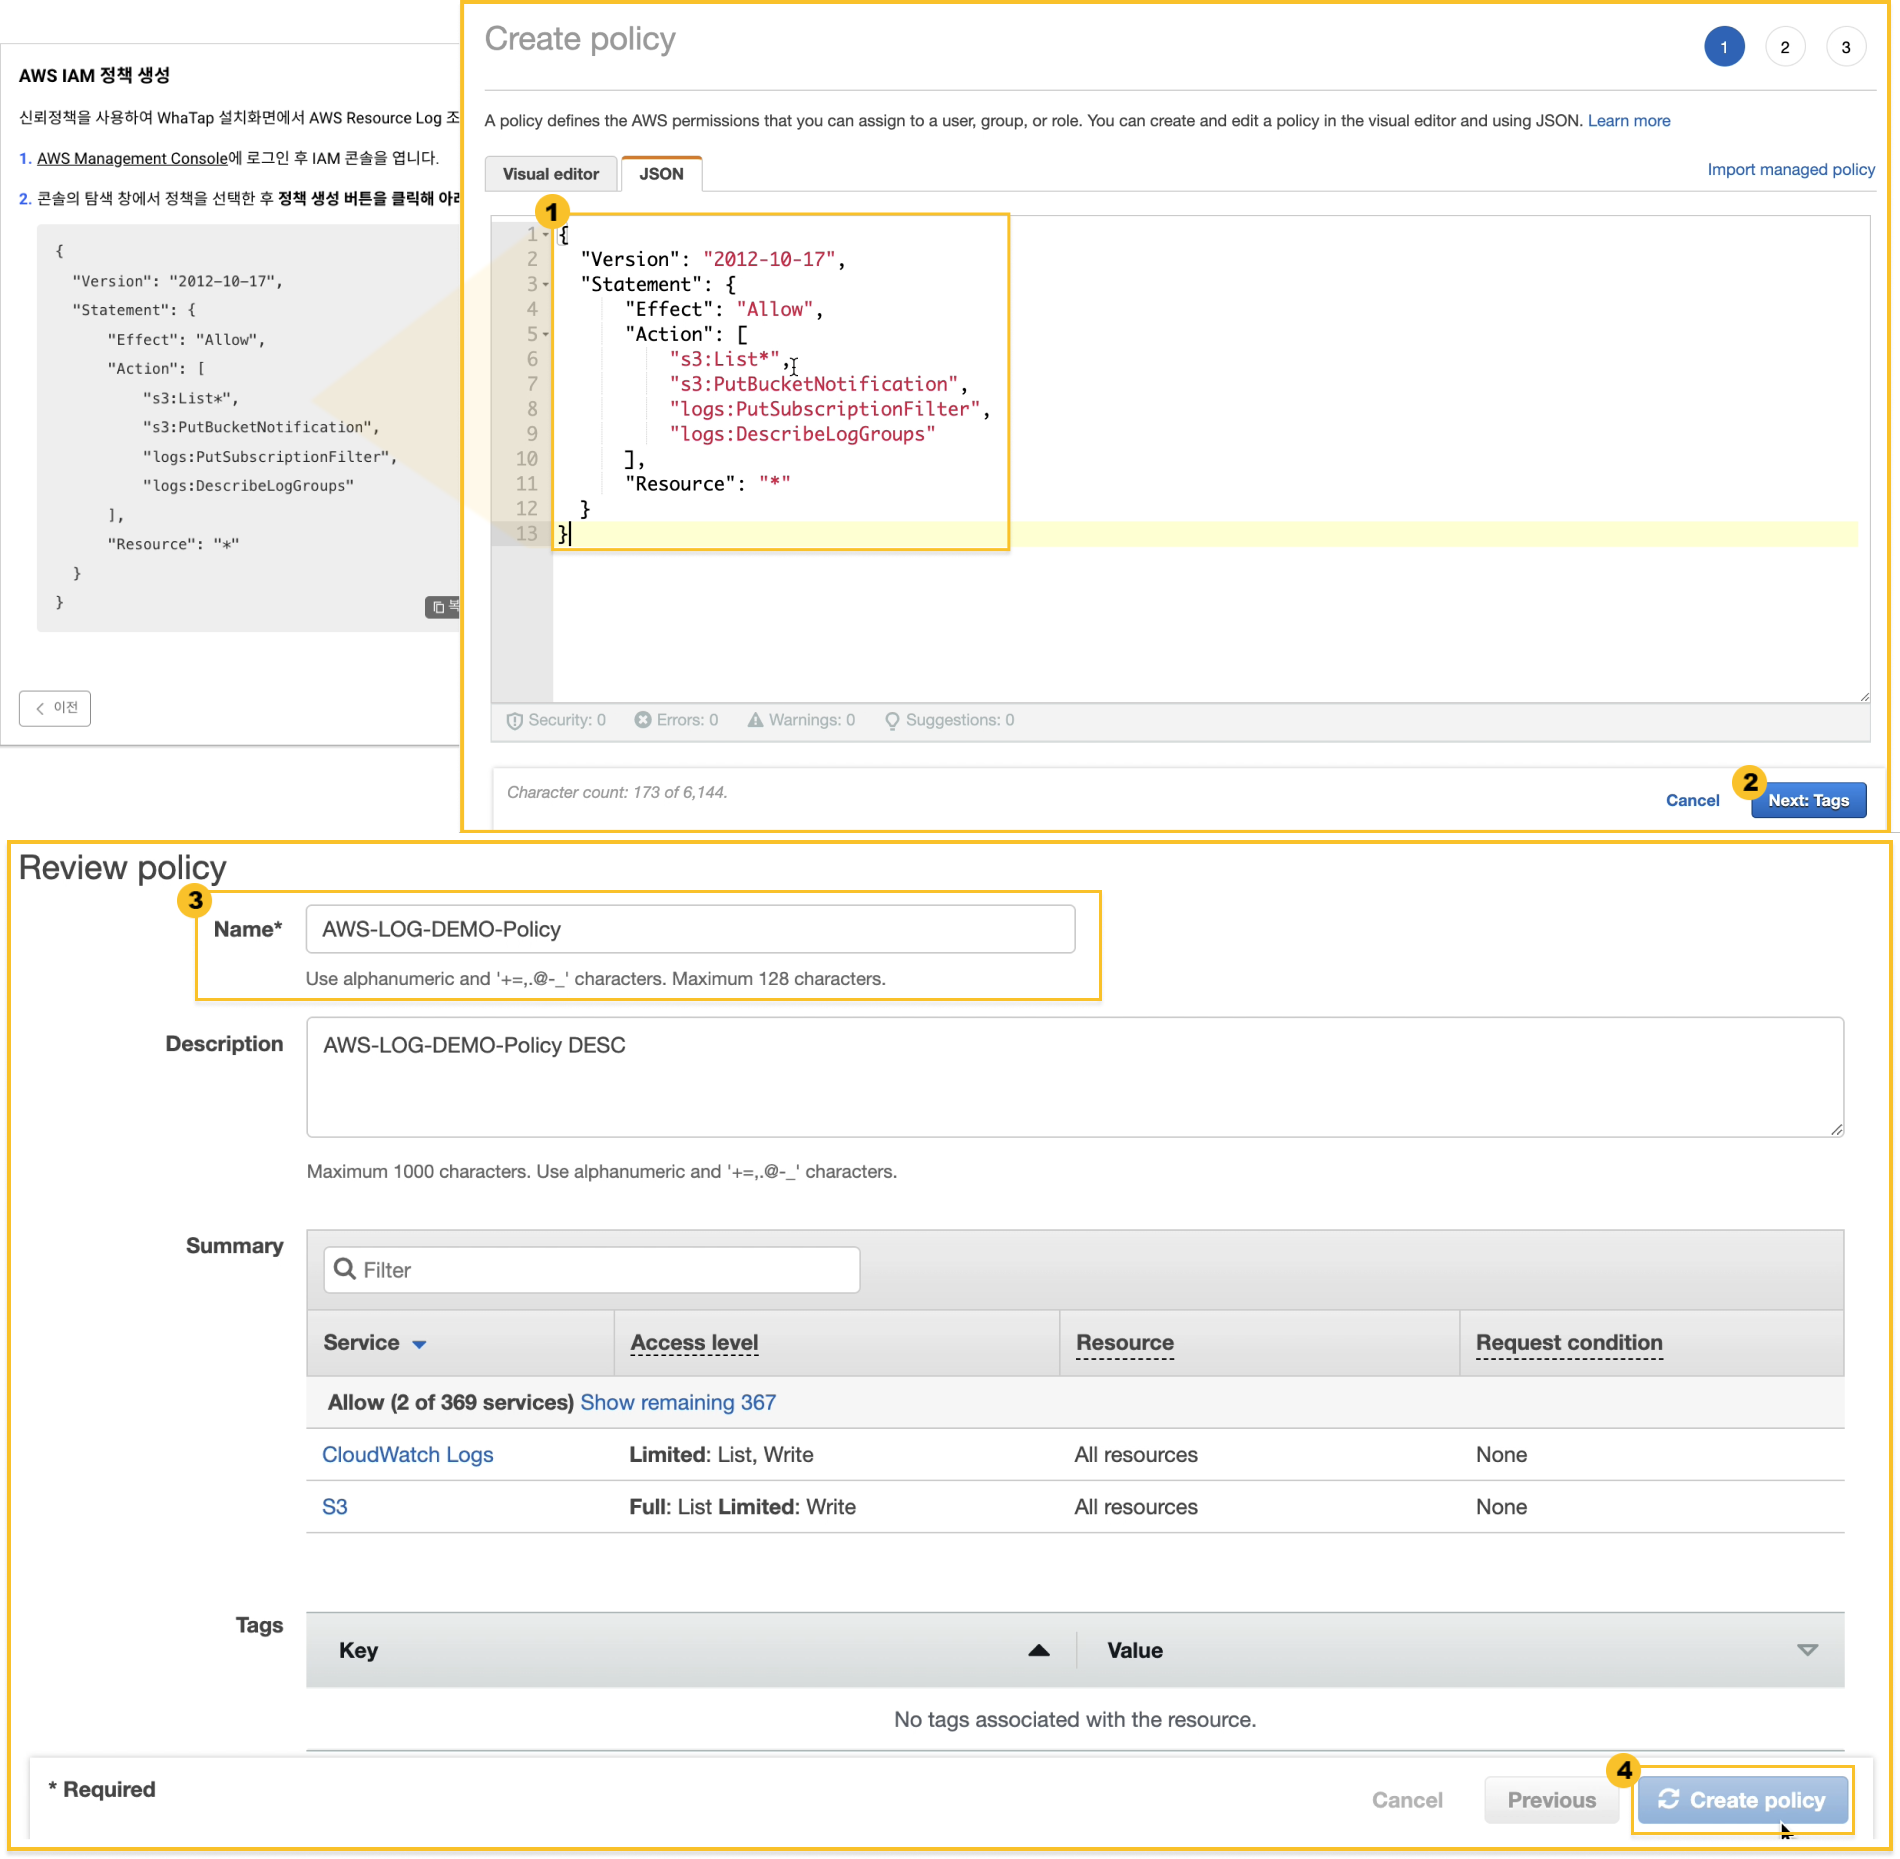 AWS IAM 정책 생성
신뢰정책을 사용하여 WhaTap 설치화면에서 AWS Resource Log 조
1. AWS Management Console에 로그인 후 IAM 콘솔을 엽니다.
2. 콘솔의 탐색 창에서 정책을 선택한 후 정책 생성 버튼을 클릭해 아래
{
"Version": "2012-10-17",
"Statement": {
"Effect": "Allow",
"Action": [
"s3:List*",
"s3:PutBucketNotification",
"logs:PutSubscriptionFilter",
"logs:DescribeLogGroups"
],
"Resource": "*"
}
}
이전
Create policy
1 2 3
A policy defines the AWS permissions that you can assign to a user, group, or role. You can create and edit a policy in the visual editor and using JSON. Learn more
Visual editor JSON
Import managed policy
1
1 {
2 "Version": "2012-10-17",
3 "Statement": {
4 "Effect": "Allow",
5 "Action": [
6 "s3:List*",
7 "s3:PutBucketNotification",
8 "logs:PutSubscriptionFilter",
9 "logs:DescribeLogGroups"
10 ],
11 "Resource": "*"
12 }
13 }
Security: 0 Errors: 0 Warnings: 0 Suggestions: 0
Character count: 173 of 6,144.
Cancel
2
Next: Tags
Review policy
3
Name* AWS-LOG-DEMO-Policy
Use alphanumeric and '+=,.@-_' characters. Maximum 128 characters.
Description AWS-LOG-DEMO-Policy DESC
Maximum 1000 characters. Use alphanumeric and '+=,.@-_' characters.
Summary Filter
Service Access level Resource Request condition
Allow (2 of 369 services) Show remaining 367
CloudWatch Logs Limited: List, Write All resources None
S3 Full: List Limited: Write All resources None
Tags Key Value
No tags associated with the resource.
* Required
Cancel Previous
4
Create policy